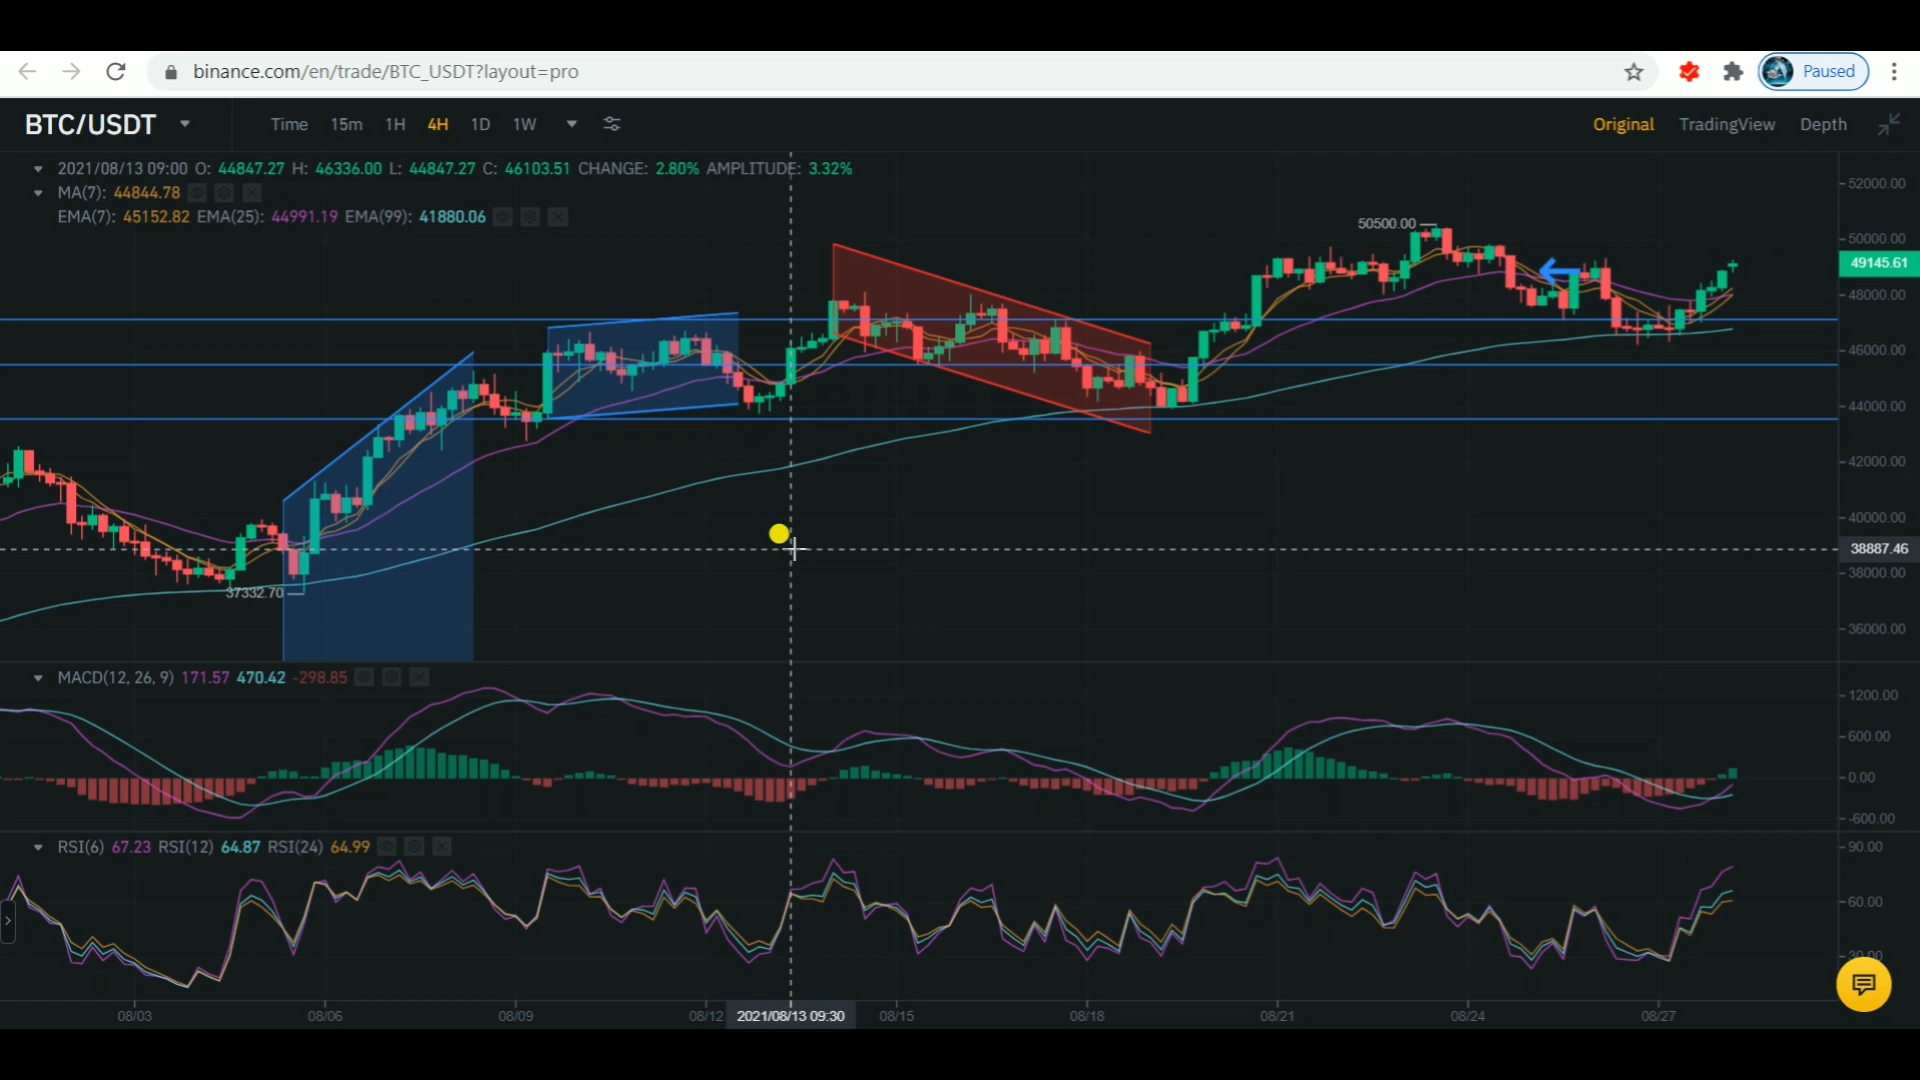 binance.com/en/trade/BTC_USDT?layout=pro
Paused
BTC/USDT Time 15m 1H 4H 1D 1W Original TradingView Depth
2021/08/13 09:00 O: 44847.27 H: 46336.00 L: 44847.27 C: 46103.51 CHANGE: 2.80% AMPLITUDE: 3.32%
MA(7): 44844.78
EMA(7): 45152.82 EMA(25): 44991.19 EMA(99): 41880.06
52000.00
50500.00
50000.00
49145.61
48000.00
46000.00
44000.00
42000.00
40000.00
38887.46
38000.00
37332.70
36000.00
MACD(12, 26, 9) 171.57 470.42 -298.85
1200.00
600.00
0.00
-600.00
RSI(6) 67.23 RSI(12) 64.87 RSI(24) 64.99
90.00
60.00
30.00
08/03 08/06 08/09 08/12 2021/08/13 09:30 08/15 08/18 08/21 08/24 08/27